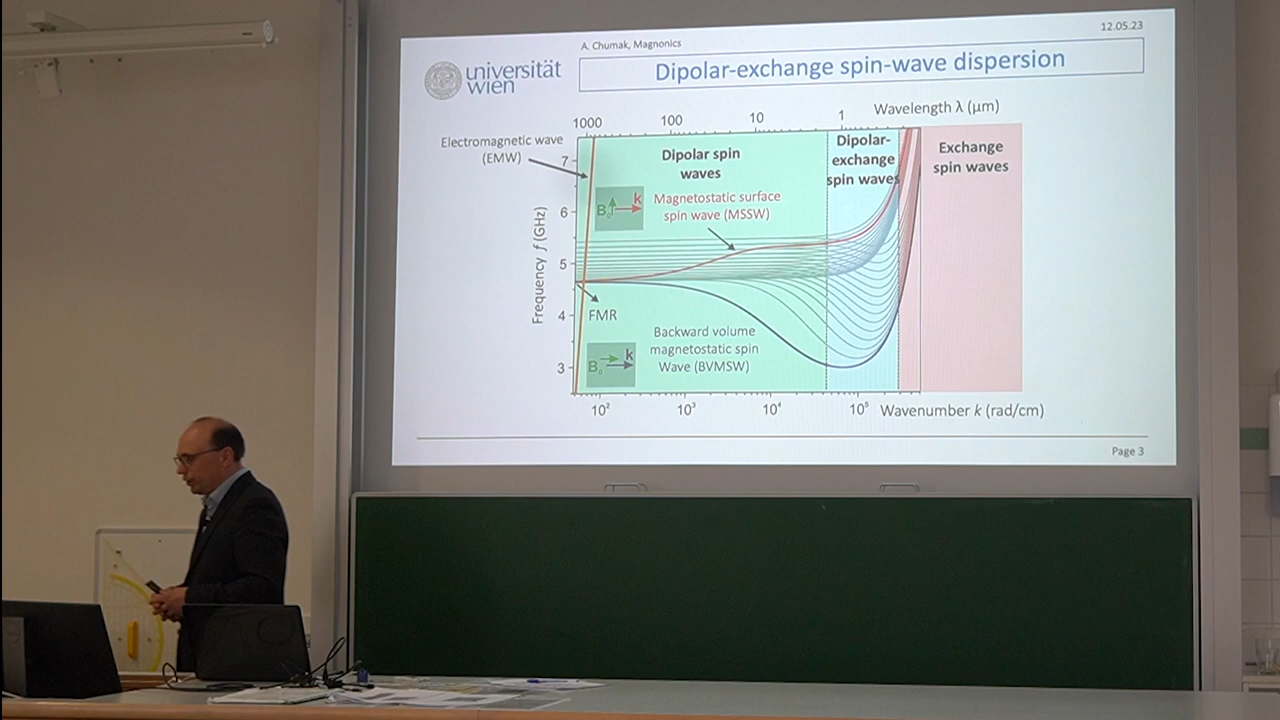 12.05.23
A. Chumak, Magnonics
universität
wien
Dipolar-exchange spin-wave dispersion
Wavelength λ (µm)
1000 100 10 1
Electromagnetic wave
(EMW)
Dipolar spin
waves
Dipolar-
exchange
spin waves
Exchange
spin waves
B₀ k
Magnetostatic surface
spin wave (MSSW)
Frequency f (GHz)
7
6
5
4
3
FMR
Backward volume
magnetostatic spin
Wave (BVMSW)
B₀ k
10² 10³ 10⁴ 10⁵
Wavenumber k (rad/cm)
Page 3